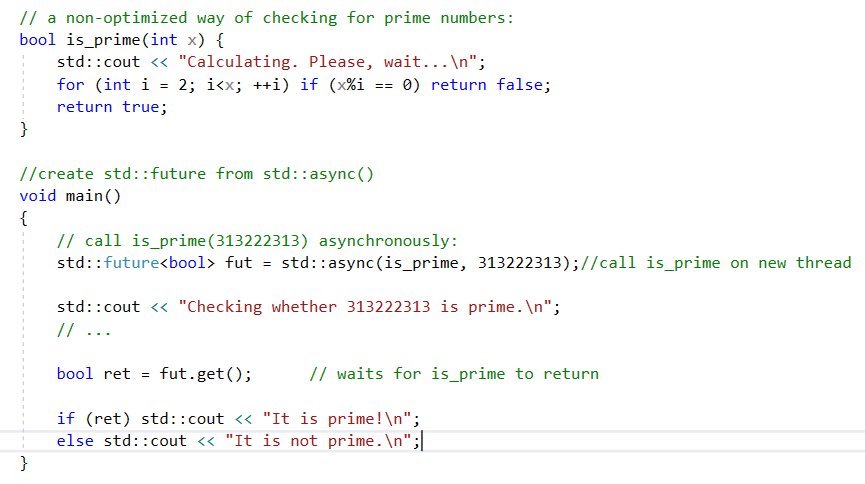 // a non-optimized way of checking for prime numbers:
bool is_prime(int x) {
    std::cout << "Calculating. Please, wait...\n";
    for (int i = 2; i<x; ++i) if (x%i == 0) return false;
    return true;
}

//create std::future from std::async()
void main()
{
    // call is_prime(313222313) asynchronously:
    std::future<bool> fut = std::async(is_prime, 313222313);//call is_prime on new thread

    std::cout << "Checking whether 313222313 is prime.\n";
    // ...

    bool ret = fut.get();      // waits for is_prime to return

    if (ret) std::cout << "It is prime!\n";
    else std::cout << "It is not prime.\n";
}